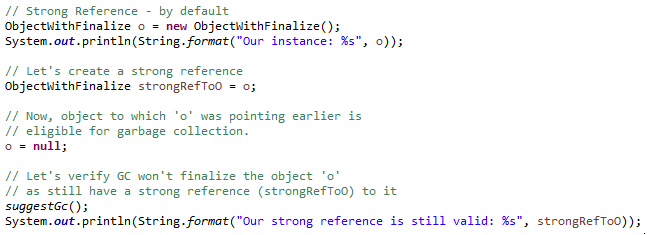 // Strong Reference - by default
ObjectWithFinalize o = new ObjectWithFinalize();
System.out.println(String.format("Our instance: %s", o));
// Let's create a strong reference
ObjectWithFinalize strongRefToO = o;
// Now, object to which 'o' was pointing earlier is
// eligible for garbage collection.
o = null;
// Let's verify GC won't finalize the object 'o'
// as still have a strong reference (strongRefToO) to it
suggestGc();
System.out.println(String.format("Our strong reference is still valid: %s", strongRefToO));